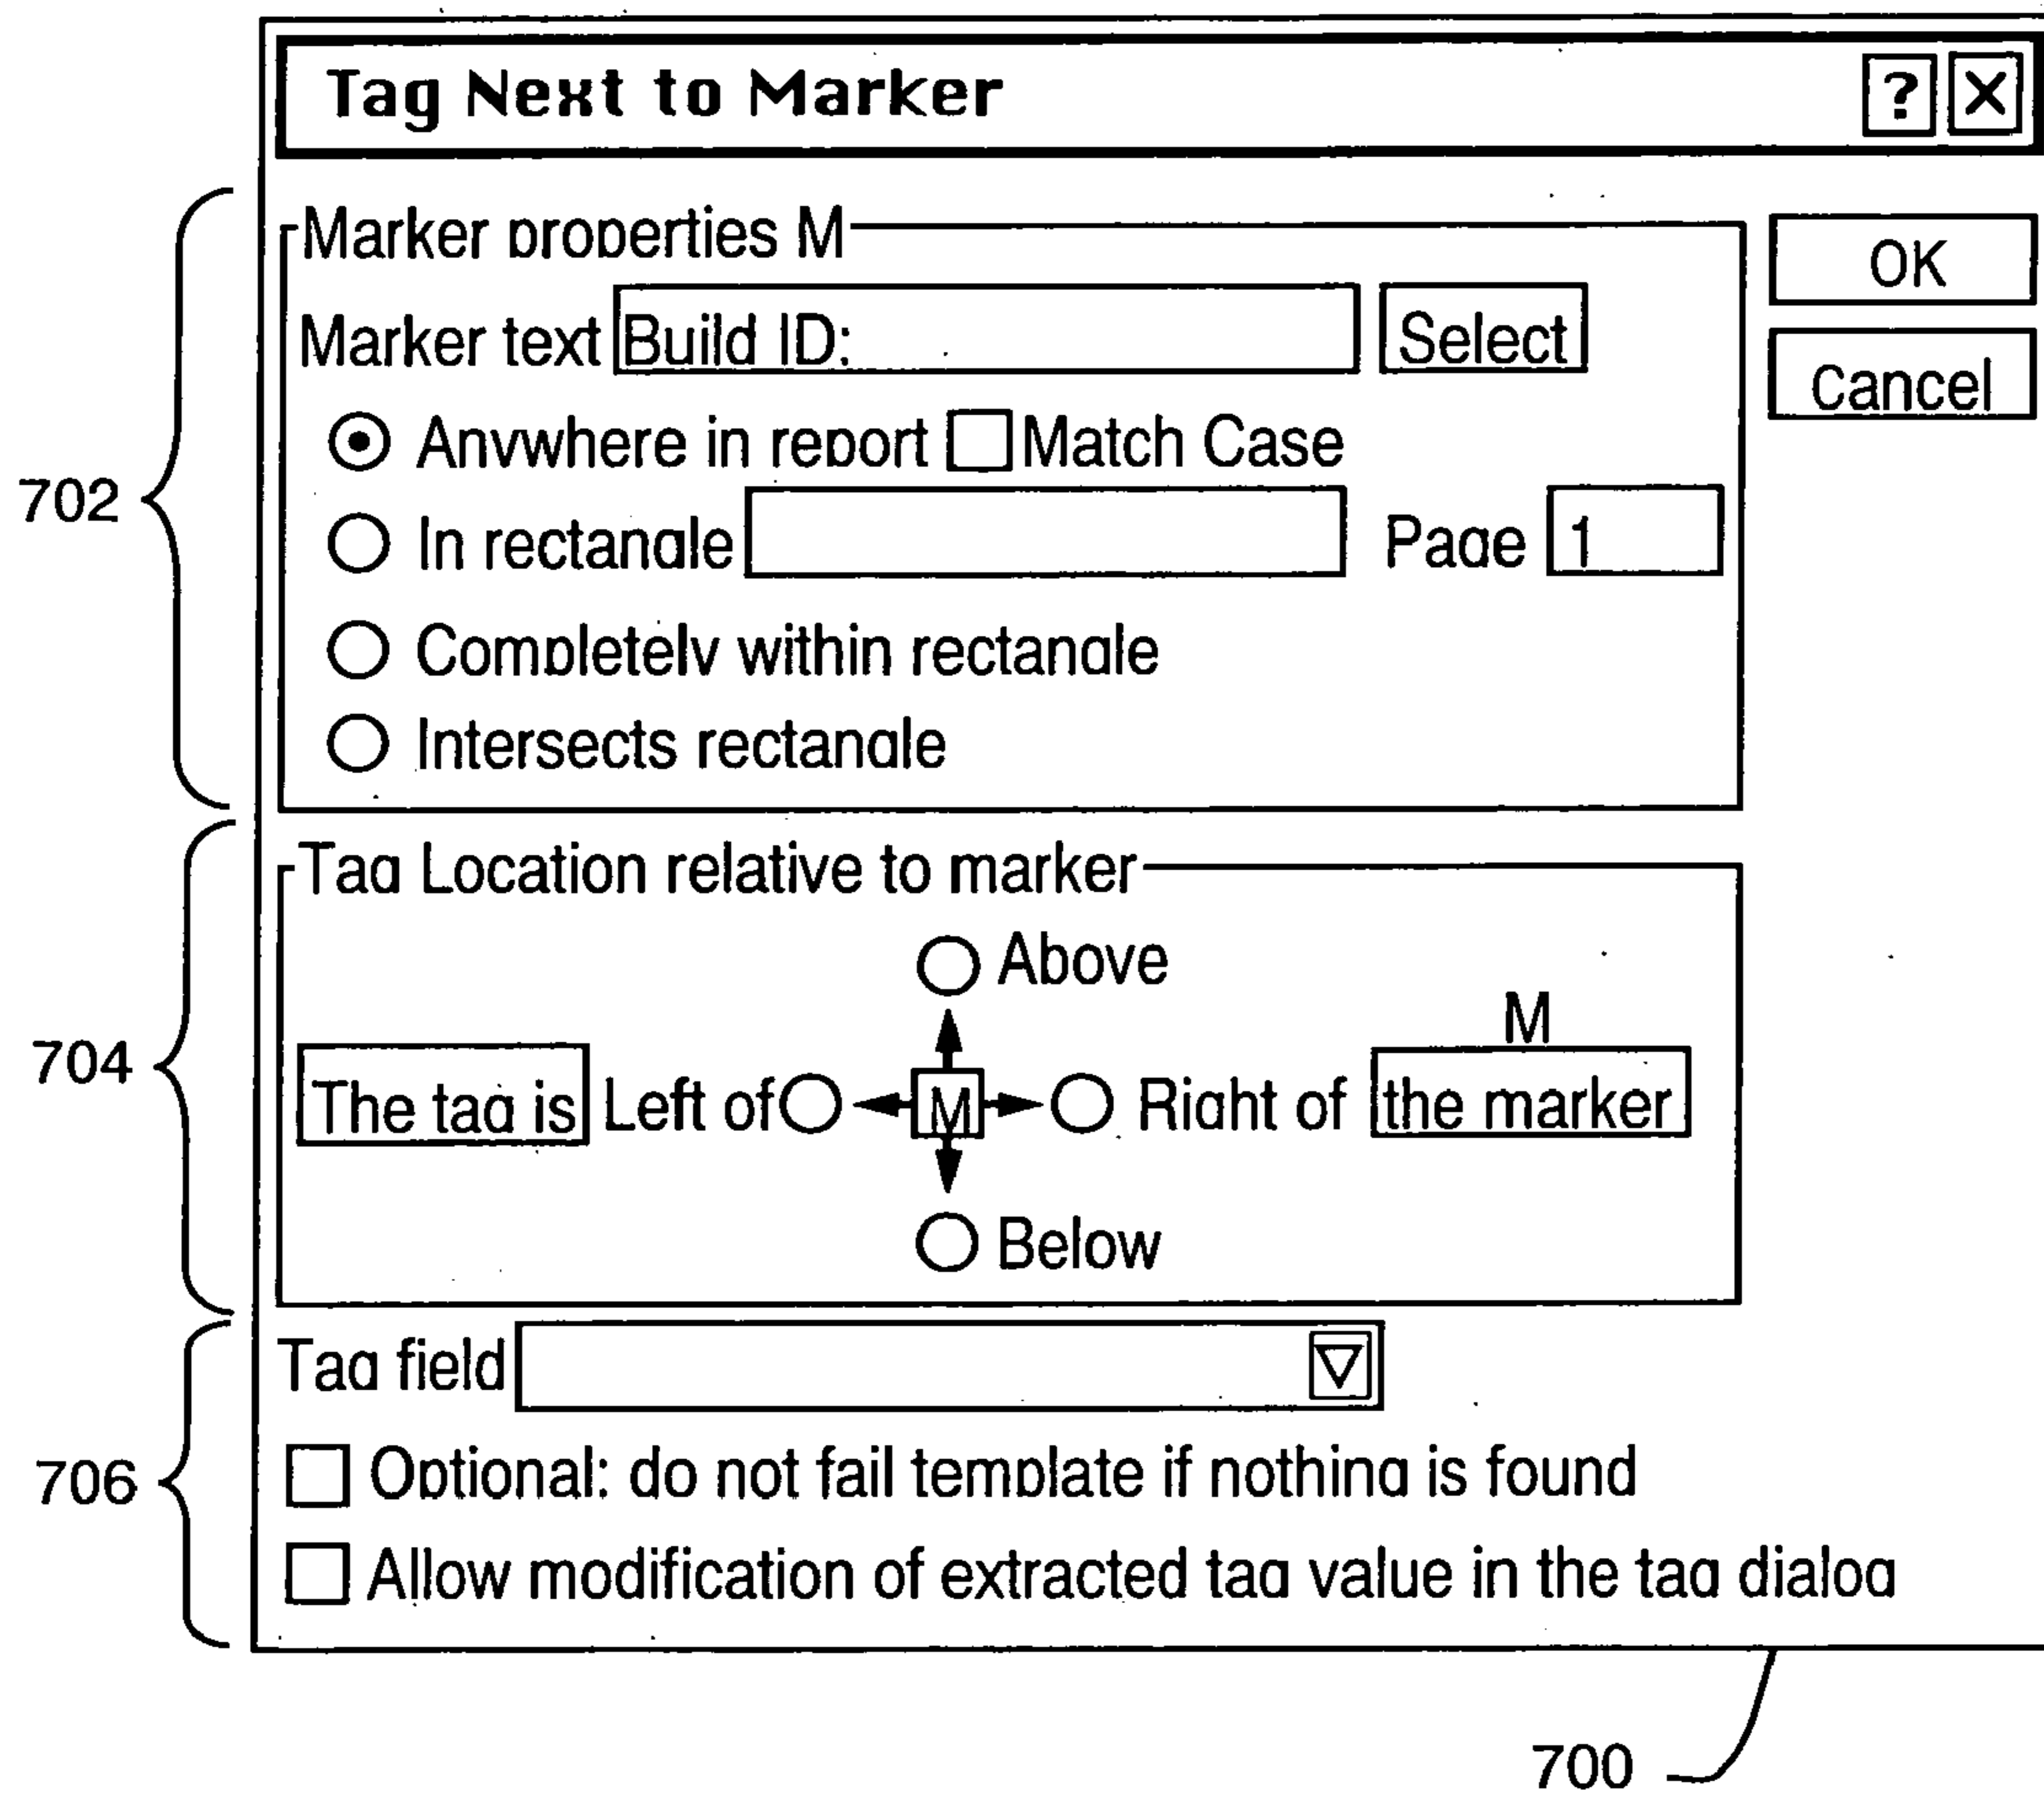 Tag Next to Marker ? X
Marker properties M
OK
Marker text Build ID: Select
Cancel
702
Anywhere in report Match Case
In rectangle Page 1
Completely within rectangle
Intersects rectangle
Tag Location relative to marker
Above
M
704
The tag is Left of M Right of the marker
Below
Tag field
706
Optional: do not fail template if nothing is found
Allow modification of extracted tag value in the tag dialog
700